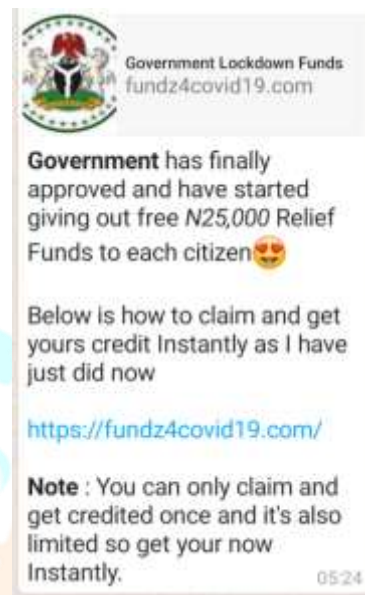 Government Lockdown Funds
fundz4covid19.com
Government has finally
approved and have started
giving out free N25,000 Relief
Funds to each citizen😍
Below is how to claim and get
yours credit Instantly as I have
just did now
https://fundz4covid19.com/
Note : You can only claim and
get credited once and it's also
limited so get your now
Instantly.
05:24